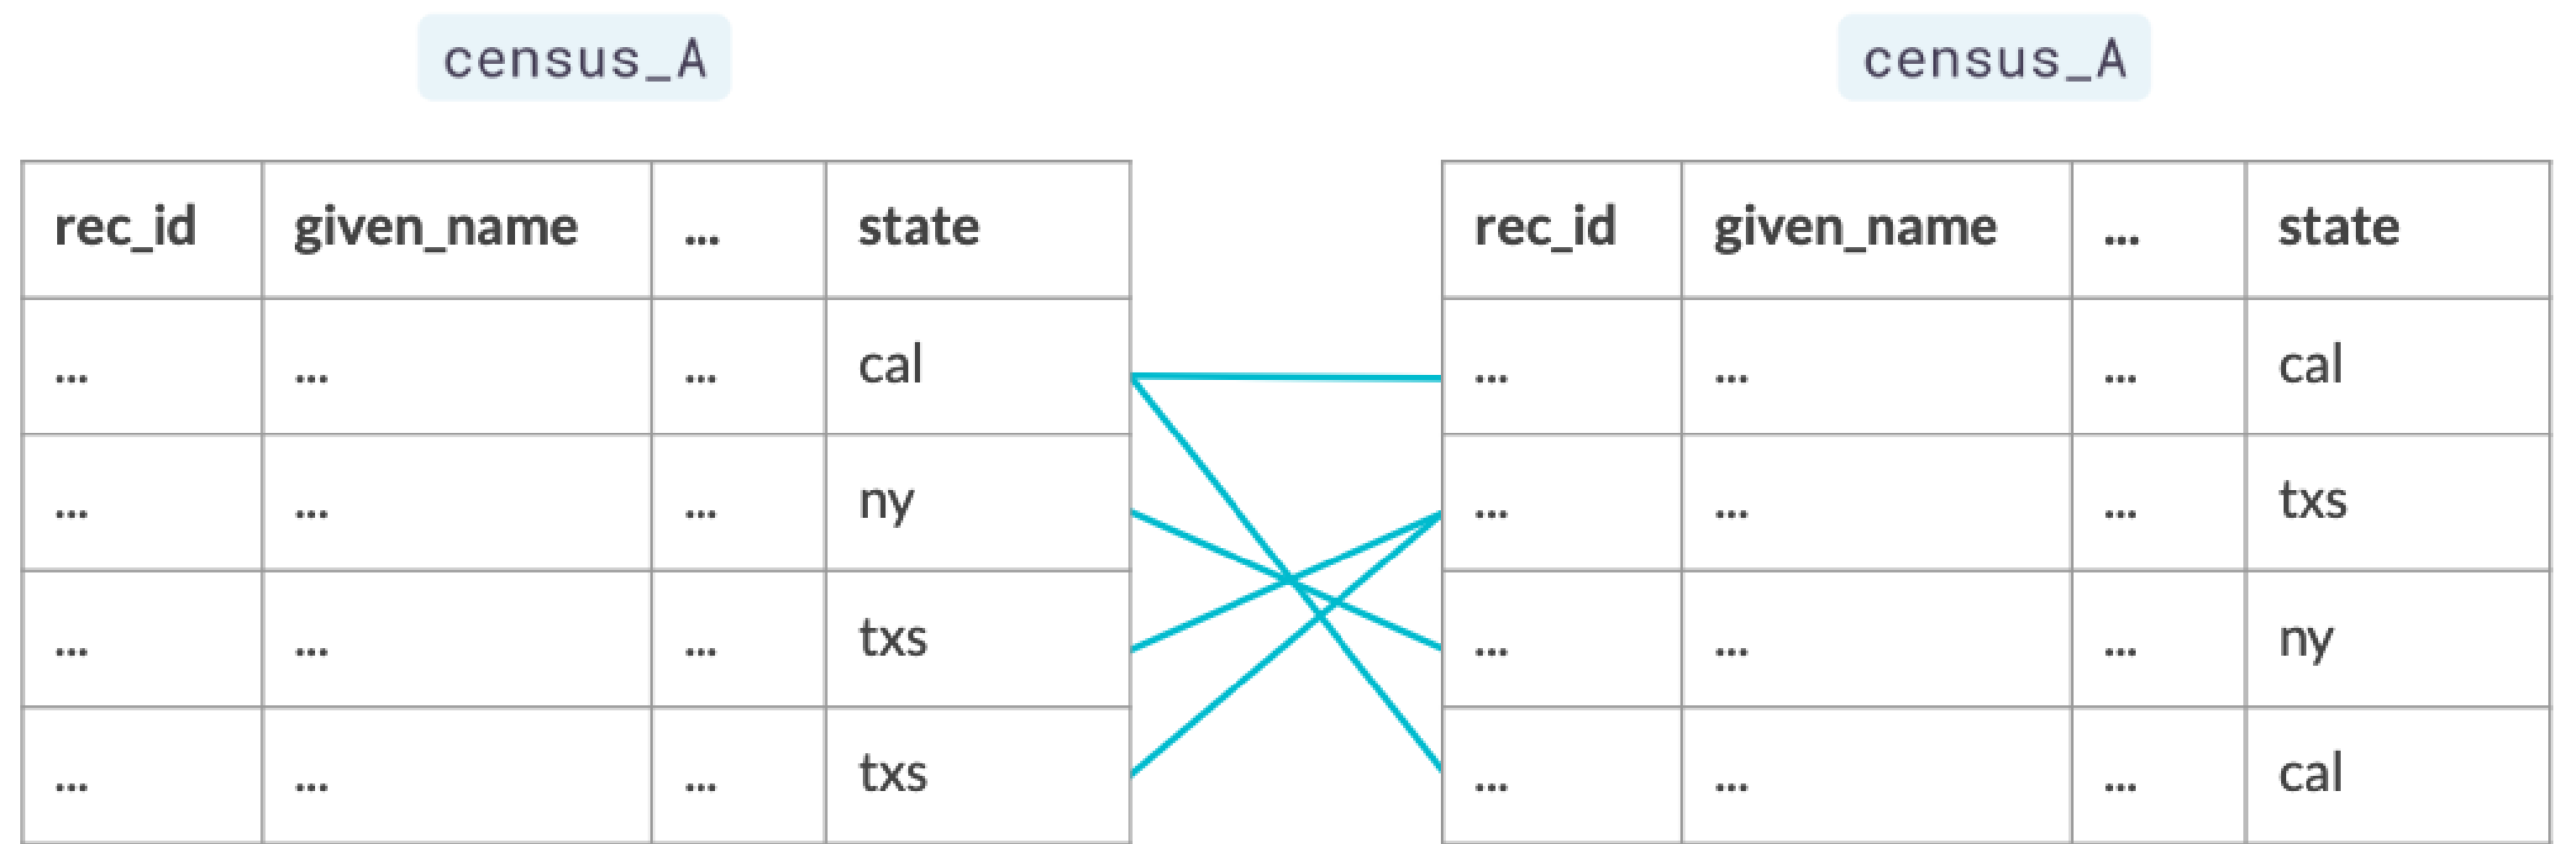 census_A census_A
rec_id given_name ... state rec_id given_name ... state
... ... ... cal ... ... ... cal
... ... ... ny ... ... ... txs
... ... ... txs ... ... ... ny
... ... ... txs ... ... ... cal